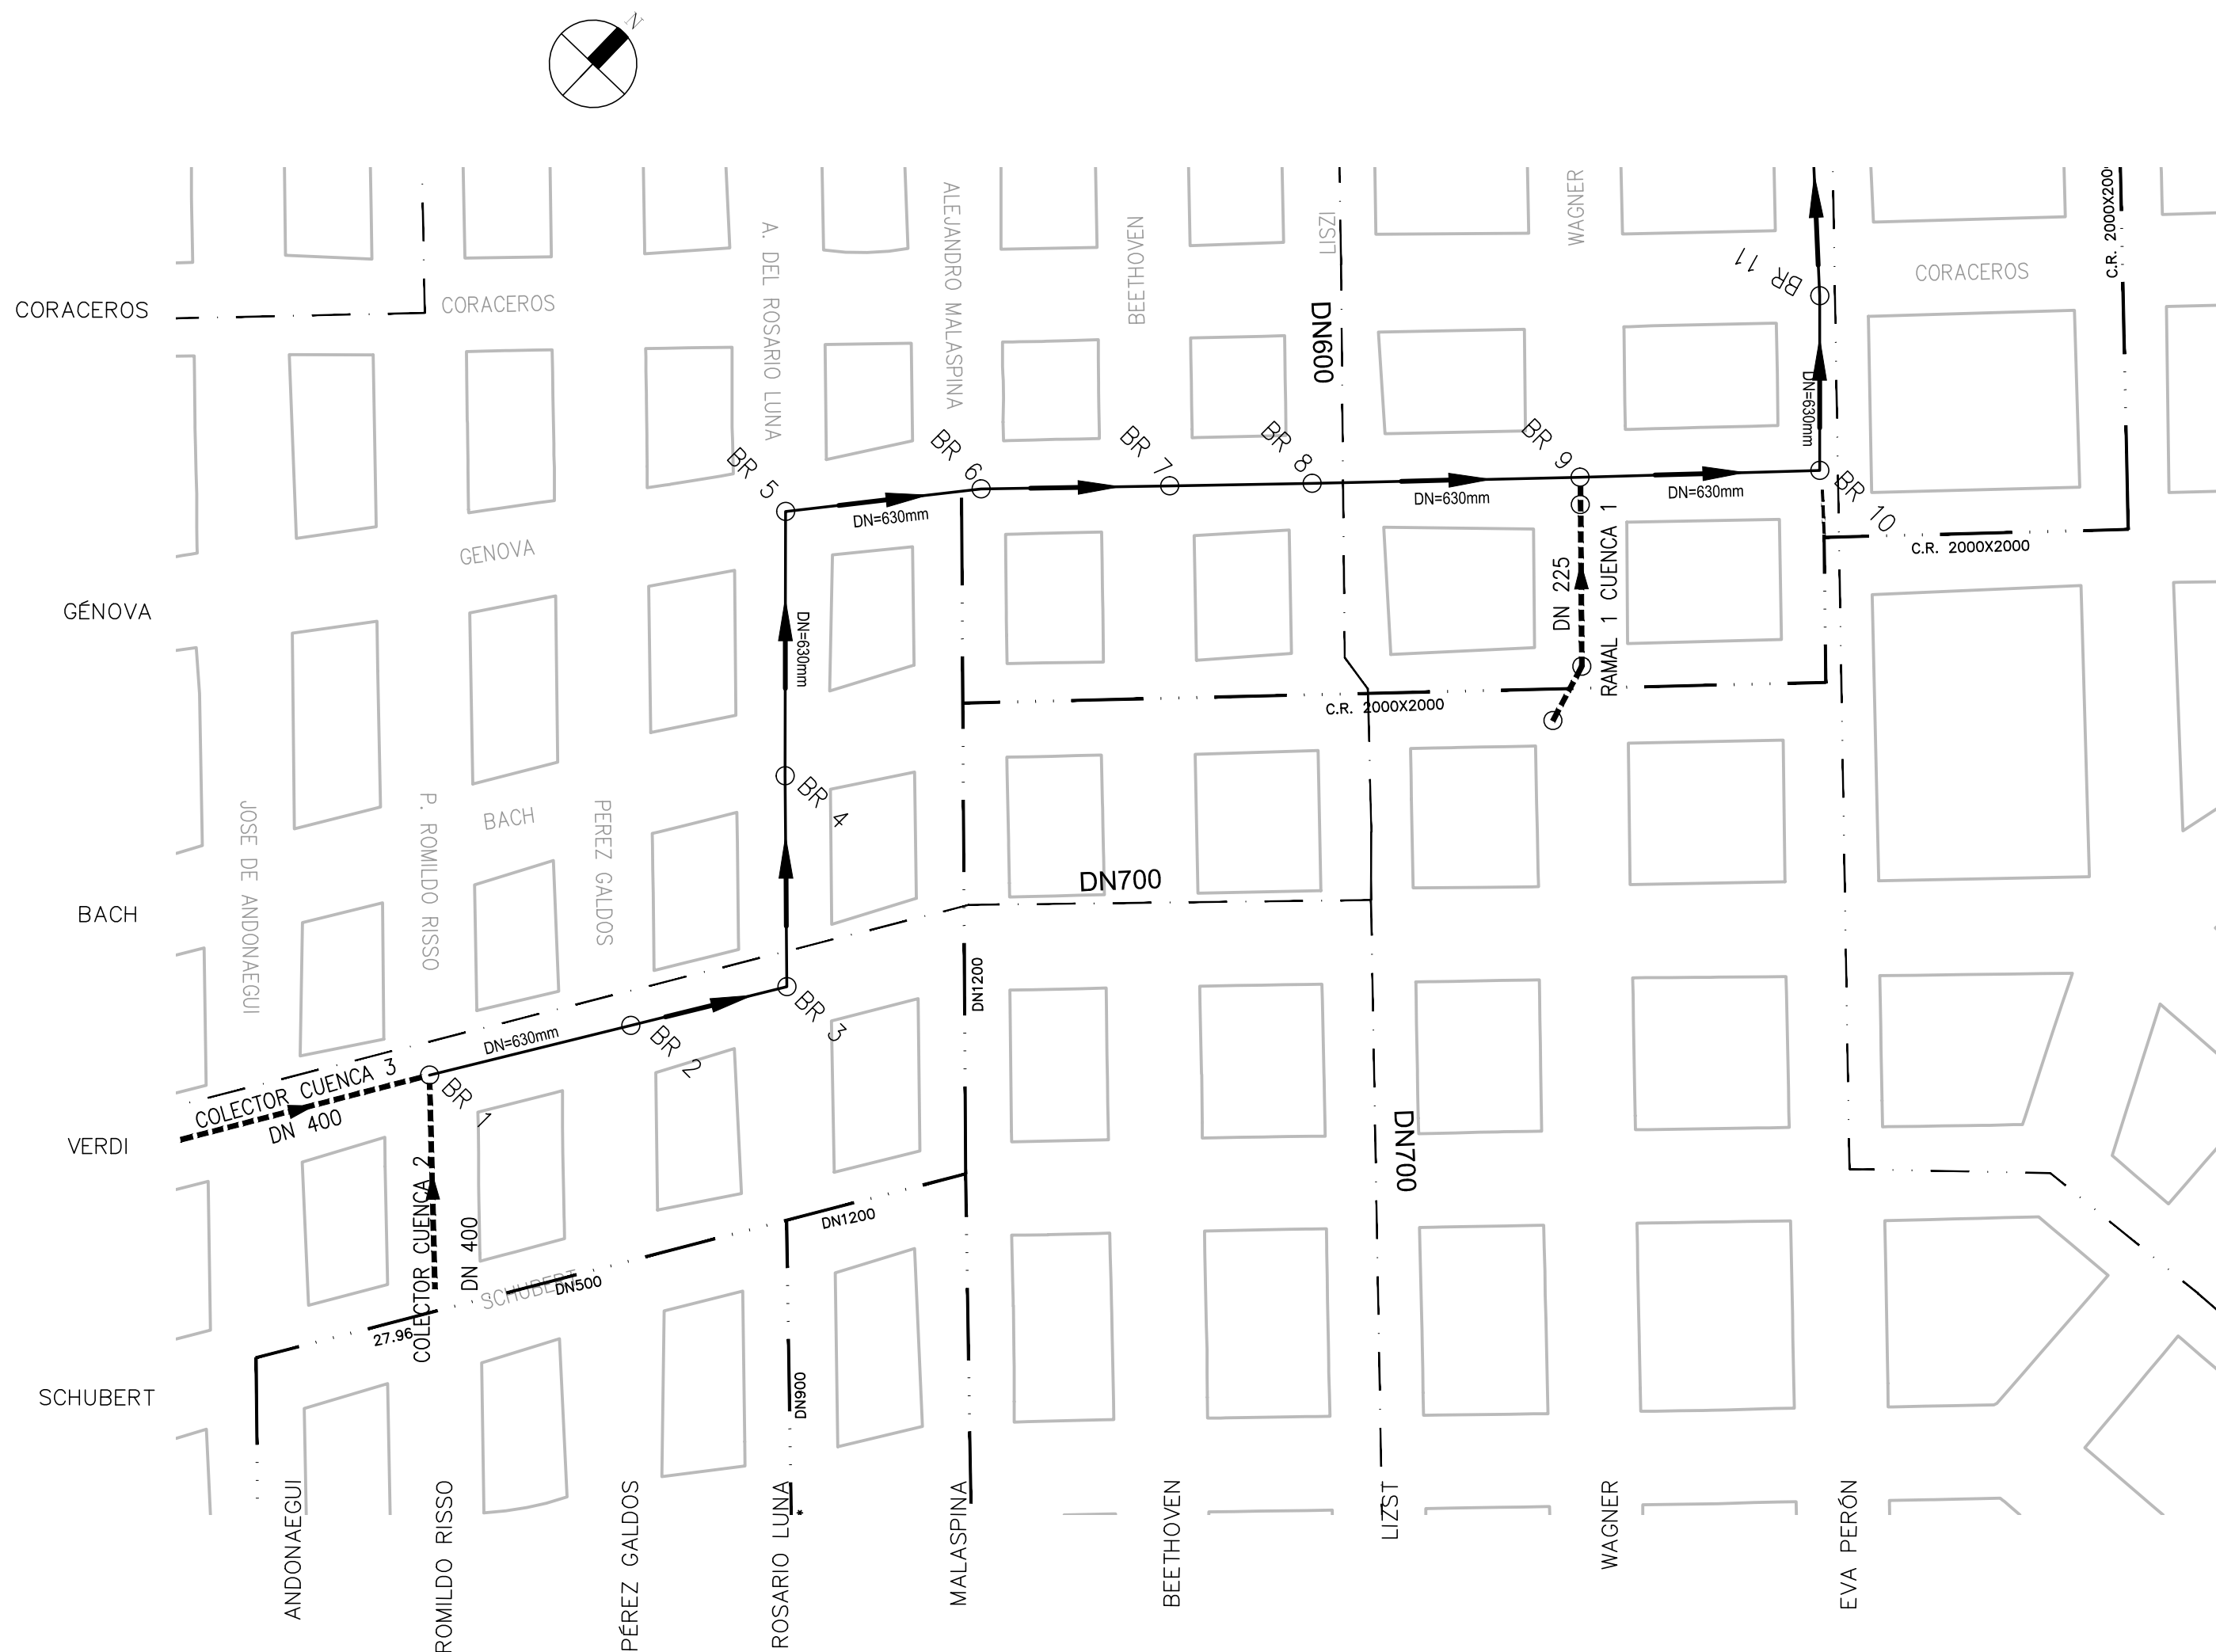 N
C.R. 2000X200
WAGNER
ALEJANDRO MALASPINA
LISZI
BEETHOVEN
A. DEL ROSARIO LUNA
BR 11
CORACEROS
CORACEROS
CORACEROS
DN600
DN=630mm
BR 5
BR 6
BR 7
BR 8
BR 9
BR 10
DN=630mm
DN=630mm
DN=630mm
GENOVA
C.R. 2000X2000
GÉNOVA
DN=630mm
DN 225
RAMAL 1 CUENCA 1
C.R. 2000X2000
JOSE DE ANDONAEGUI
P. ROMILDO RISSO
BACH
PEREZ GALDOS
BR 4
DN700
BACH
DN1200
BR 3
DN=630mm
BR 2
COLECTOR CUENCA 3
DN 400
BR 1
VERDI
DN700
COLECTOR CUENCA 2
DN 400
DN1200
SCHUBERT
DN500
27.96
SCHUBERT
DN900
*
ANDONAEGUI
ROMILDO RISSO
PÉREZ GALDOS
ROSARIO LUNA
MALASPINA
BEETHOVEN
LIZST
WAGNER
EVA PERÓN